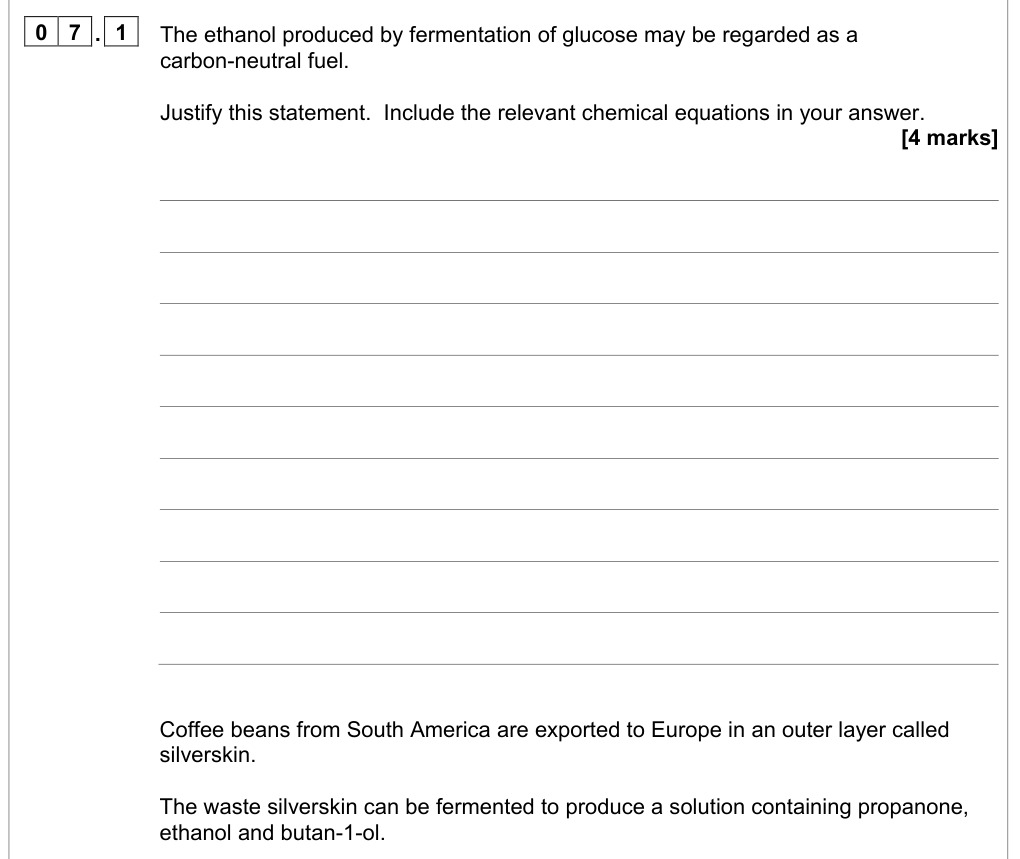 0 7 . 1 The ethanol produced by fermentation of glucose may be regarded as a
carbon-neutral fuel.
Justify this statement. Include the relevant chemical equations in your answer.
[4 marks]
Coffee beans from South America are exported to Europe in an outer layer called
silverskin.
The waste silverskin can be fermented to produce a solution containing propanone,
ethanol and butan-1-ol.